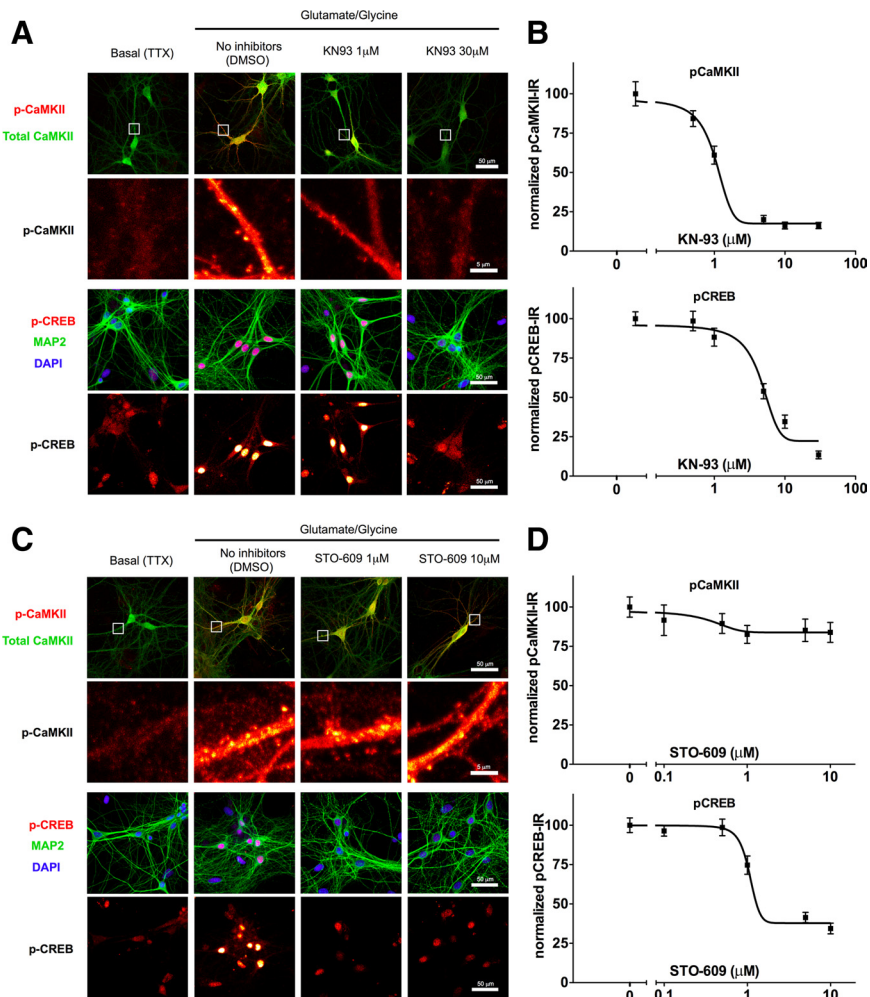 A
Glutamate/Glycine
Basal (TTX)
No inhibitors
(DMSO)
KN93 1μM
KN93 30μM
p-CaMKII
Total CaMKII
50 μm
p-CaMKII
5 μm
p-CREB
MAP2
DAPI
50 μm
p-CREB
50 μm
B
pCaMKII
normalized pCaMKII-IR
100
75
50
25
0
KN-93 (μM)
0
1
10
100
pCREB
normalized pCREB-IR
100
75
50
25
0
KN-93 (μM)
0
1
10
100
C
Glutamate/Glycine
Basal (TTX)
No inhibitors
(DMSO)
STO-609 1μM
STO-609 10μM
p-CaMKII
Total CaMKII
50 μm
p-CaMKII
5 μm
p-CREB
MAP2
DAPI
50 μm
p-CREB
50 μm
D
pCaMKII
normalized pCaMKII-IR
100
75
50
25
0
STO-609 (μM)
0
0.1
1
10
pCREB
normalized pCREB-IR
100
75
50
25
0
STO-609 (μM)
0
0.1
1
10